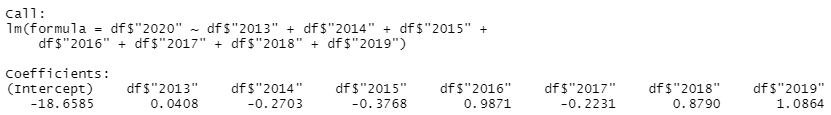 Call:
lm(formula = df$"2020" ~ df$"2013" + df$"2014" + df$"2015" +
df$"2016" + df$"2017" + df$"2018" + df$"2019")
Coefficients:
(Intercept) df$"2013" df$"2014" df$"2015" df$"2016" df$"2017" df$"2018" df$"2019"
-18.6585 0.0408 -0.2703 -0.3768 0.9871 -0.2231 0.8790 1.0864